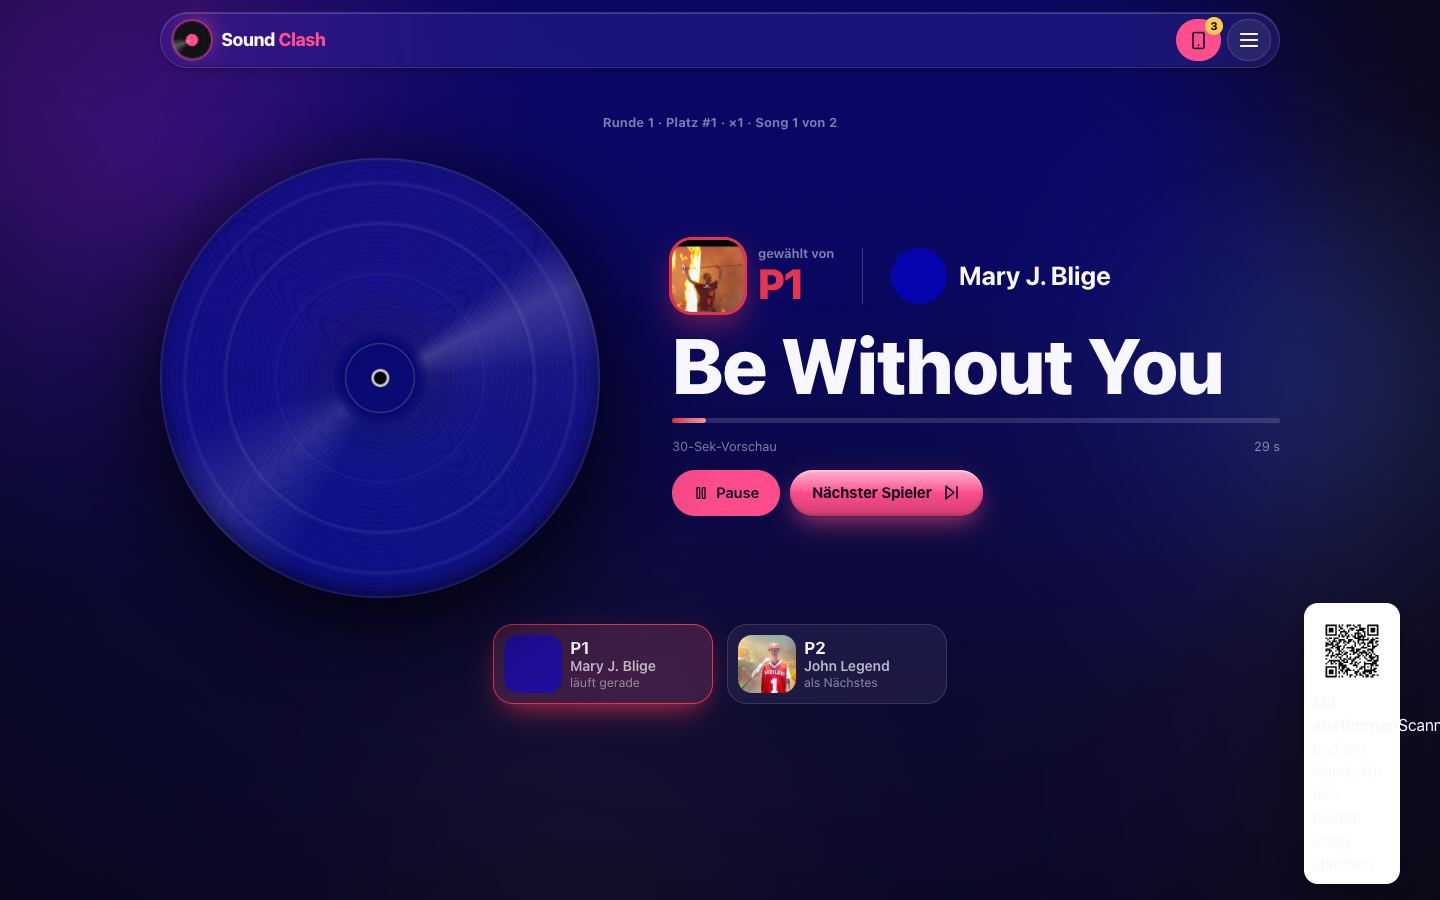 Sound Clash
3
Runde 1 · Platz #1 · ×1 · Song 1 von 2
gewählt von
P1
Mary J. Blige
Be Without You
30-Sek-Vorschau
29 s
Pause
Nächster Spieler
P1
Mary J. Blige
läuft gerade
P2
John Legend
als Nächstes
Mit
abstimmenScann
und am
Handy für
den
besten
Song
stimmen